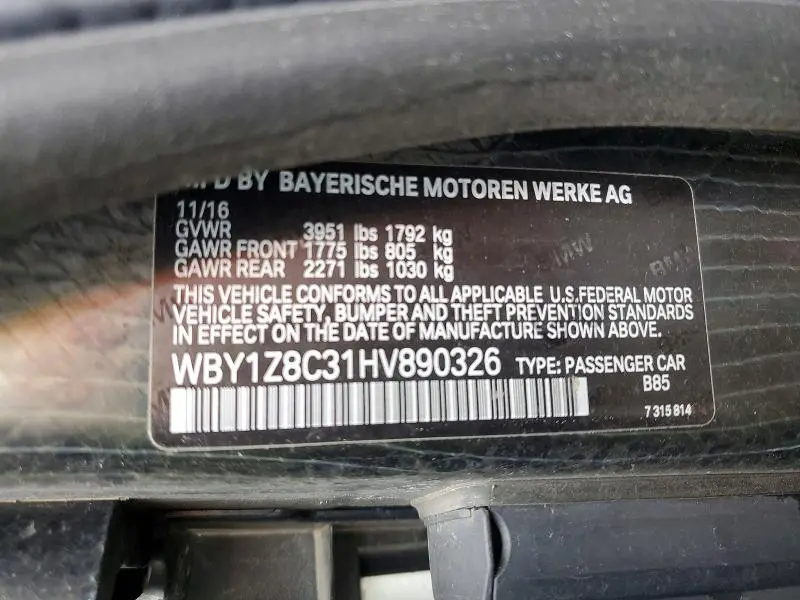 MFD BY BAYERISCHE MOTOREN WERKE AG
11/16
GVWR 3951 lbs 1792 kg
GAWR FRONT 1775 lbs 805 kg
GAWR REAR 2271 lbs 1030 kg
THIS VEHICLE CONFORMS TO ALL APPLICABLE U.S.FEDERAL MOTOR
VEHICLE SAFETY, BUMPER AND THEFT PREVENTION STANDARDS
IN EFFECT ON THE DATE OF MANUFACTURE SHOWN ABOVE.
WBY1Z8C31HV890326 TYPE: PASSENGER CAR
B85
7 315 814